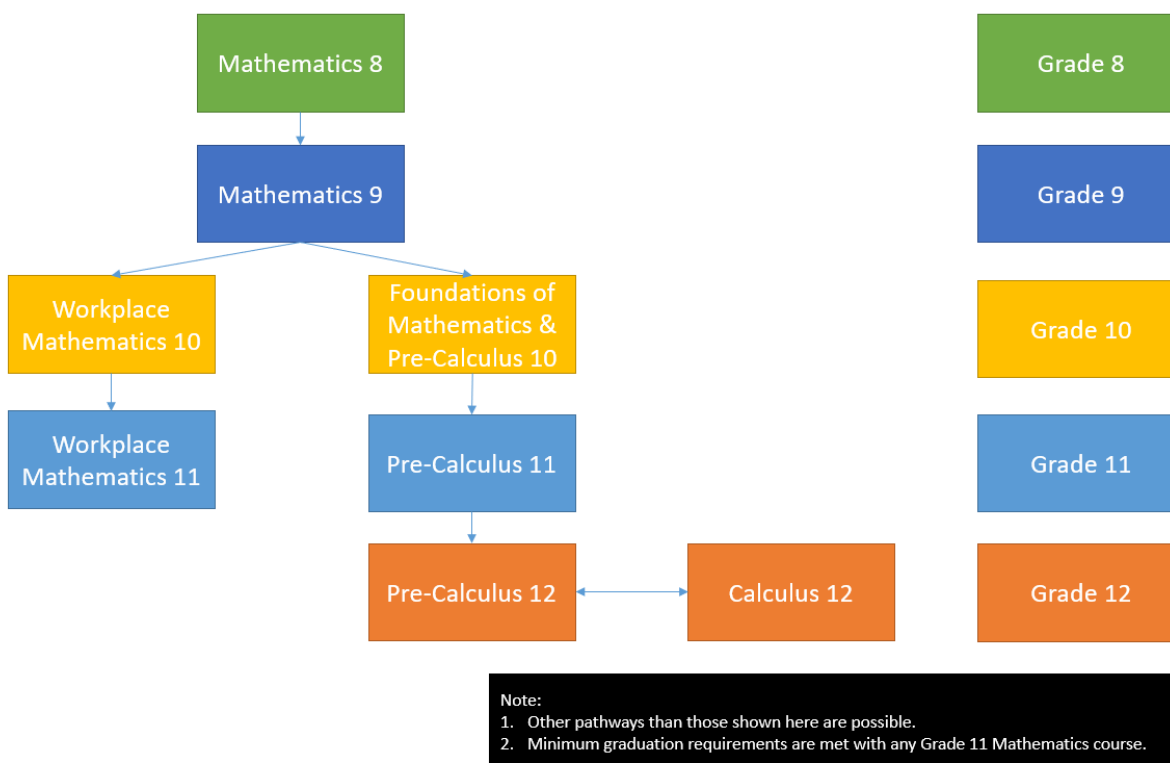 Mathematics 8
Grade 8
Mathematics 9
Grade 9
Workplace
Mathematics 10
Foundations of
Mathematics &
Pre-Calculus 10
Grade 10
Workplace
Mathematics 11
Pre-Calculus 11
Grade 11
Pre-Calculus 12
Calculus 12
Grade 12
Note:
1. Other pathways than those shown here are possible.
2. Minimum graduation requirements are met with any Grade 11 Mathematics course.